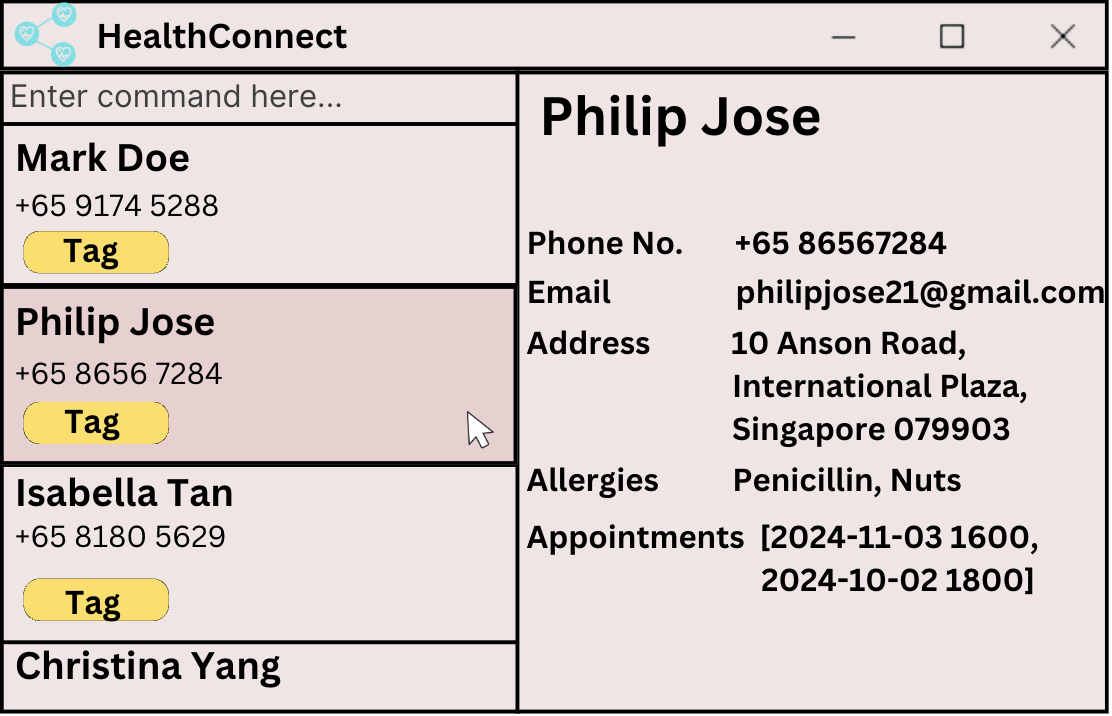 HealthConnect
Enter command here...
Mark Doe
+65 9174 5288
Tag
Philip Jose
+65 8656 7284
Tag
Isabella Tan
+65 8180 5629
Tag
Christina Yang
Philip Jose
Phone No. +65 86567284
Email philipjose21@gmail.com
Address 10 Anson Road,
International Plaza,
Singapore 079903
Allergies Penicillin, Nuts
Appointments [2024-11-03 1600,
2024-10-02 1800]